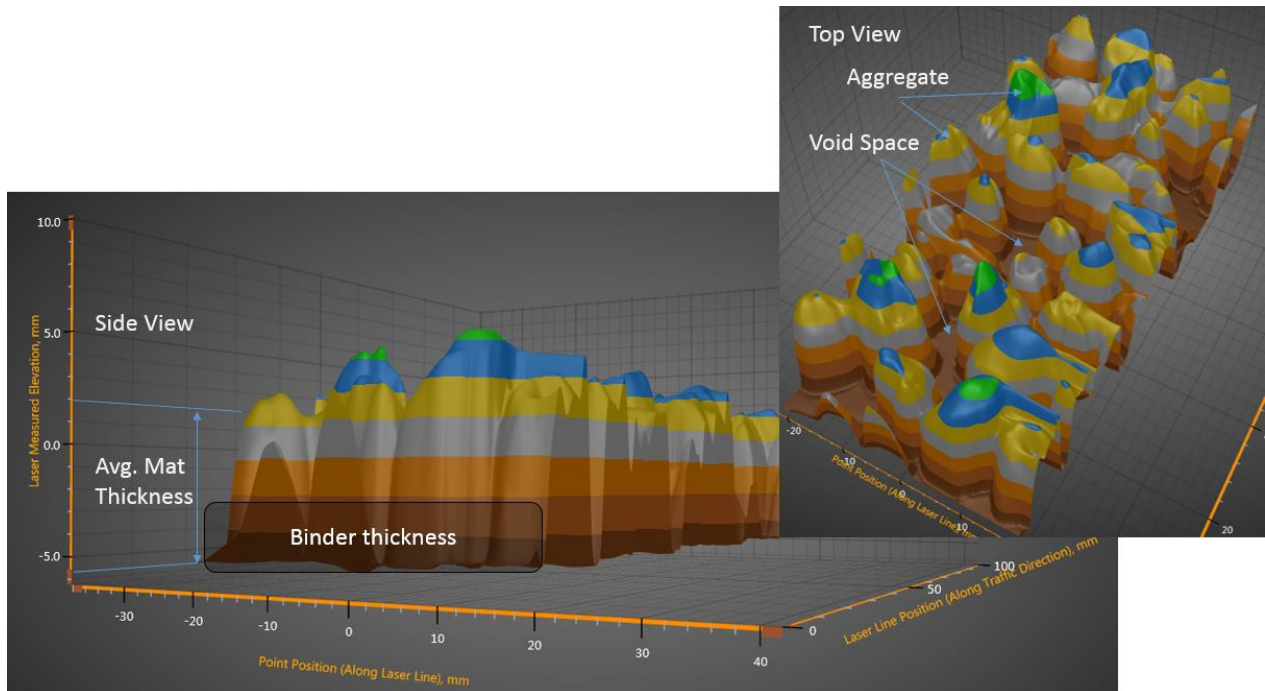 Top View
Aggregate
Void Space
-20
10
0
10
Point Position (Along Laser Line), mm
20
10.0
5.0
0.0
-5.0
Laser Measured Elevation, mm
Side View
Avg. Mat
Thickness
Binder thickness
-30
-20
-10
0
10
20
30
40
Point Position (Along Laser Line), mm
0
50
100
Laser Line Position (Along Traffic Direction), mm